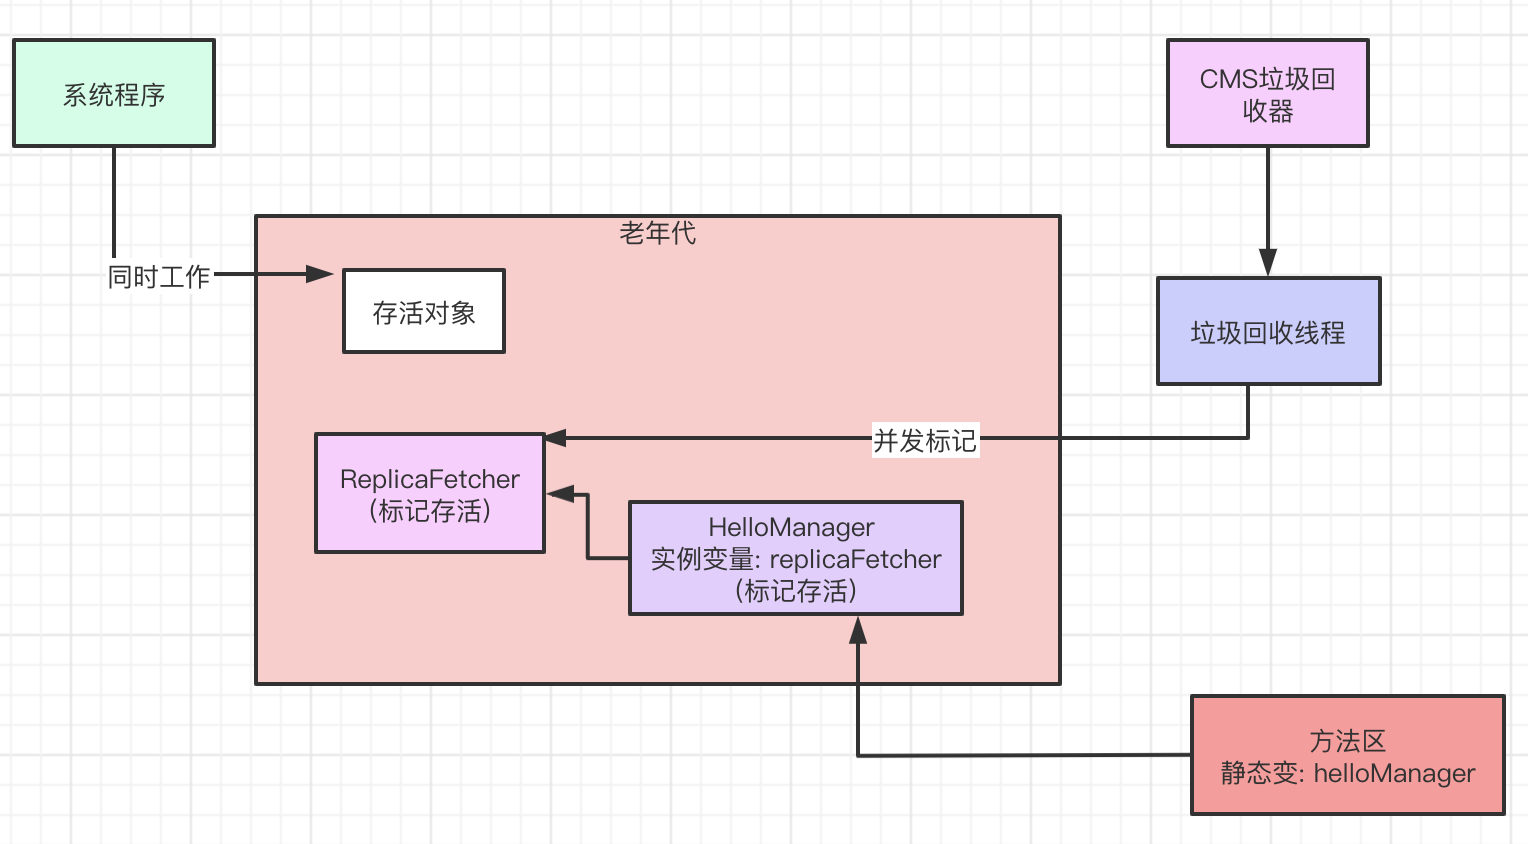 系统程序
CMS垃圾回
收器
老年代
同时工作
存活对象
垃圾回收线程
并发标记
ReplicaFetcher
（标记存活）
HelloManager
实例变量: replicaFetcher
（标记存活）
方法区
静态变: helloManager